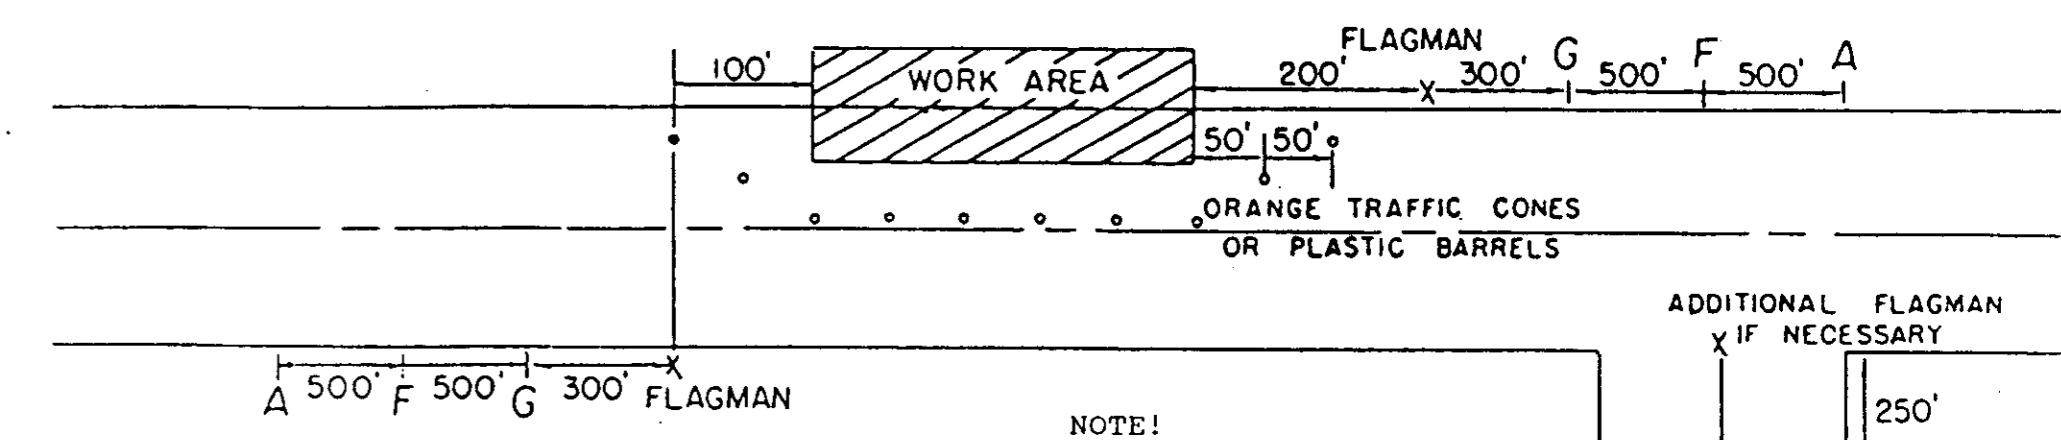 FLAGMAN
100' WORK AREA 200' 300' G 500' F 500' A
50' 50'
ORANGE TRAFFIC CONES
OR PLASTIC BARRELS
ADDITIONAL FLAGMAN
X IF NECESSARY
A 500' F 500' G 300' X FLAGMAN
250'
NOTE!